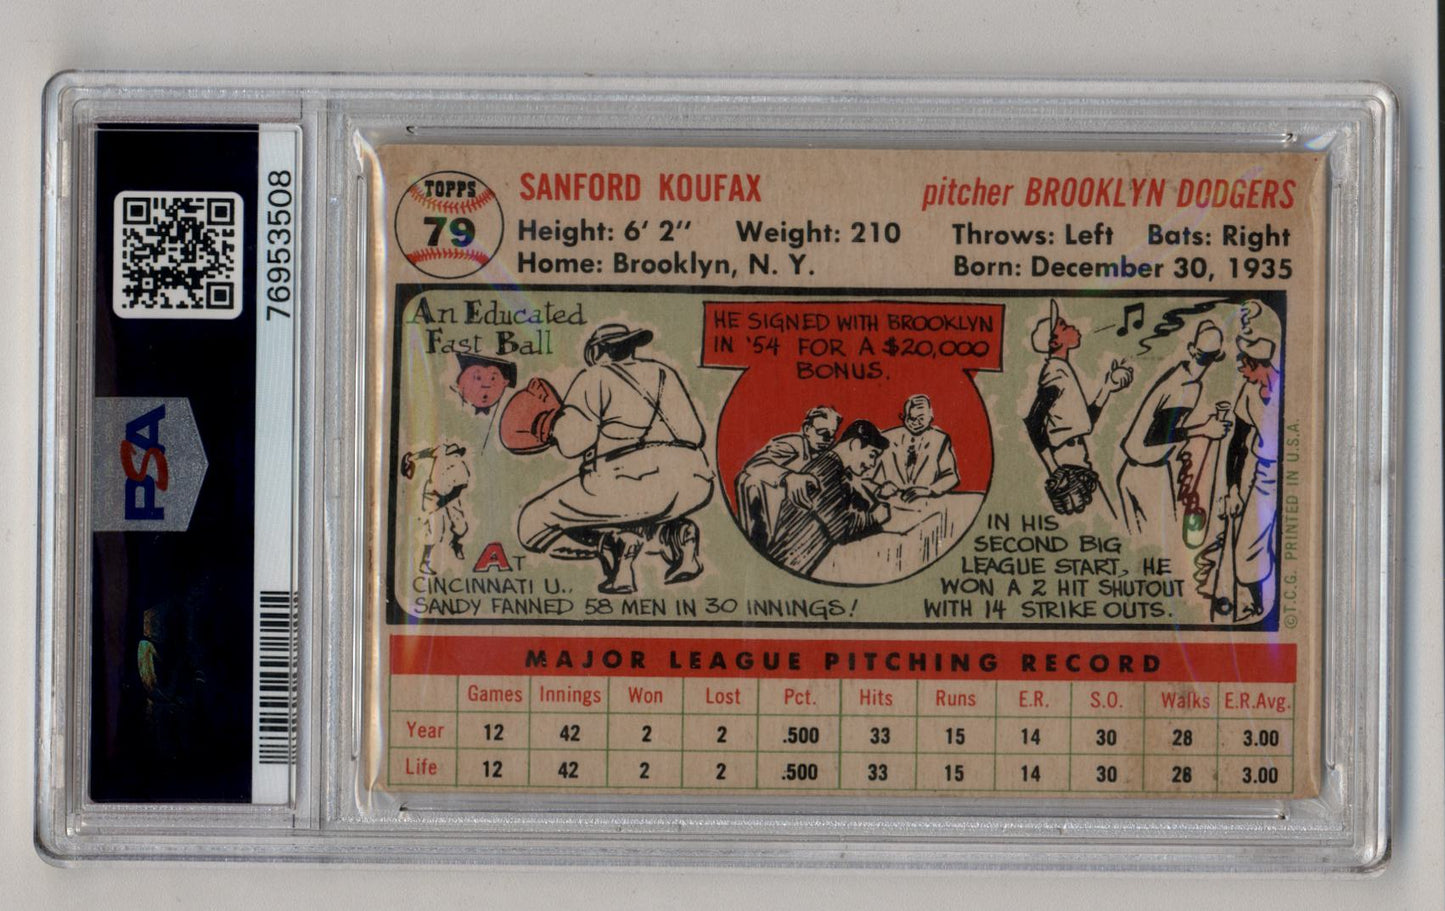 76953508
PSA
TOPPS
79
SANFORD KOUFAX
pitcher BROOKLYN DODGERS
Height: 6' 2" Weight: 210 Throws: Left Bats: Right
Home: Brooklyn, N. Y. Born: December 30, 1935
An Educated
Fast Ball
AT
CINCINNATI U.,
SANDY FANNED 58 MEN IN 30 INNINGS!
HE SIGNED WITH BROOKLYN
IN '54 FOR A $20,000
BONUS.
IN HIS
SECOND BIG
LEAGUE START, HE
WON A 2 HIT SHUTOUT
WITH 14 STRIKE OUTS.
©T.C.G. PRINTED IN U.S.A.
MAJOR LEAGUE PITCHING RECORD
Games Innings Won Lost Pct. Hits Runs E.R. S.O. Walks E.R.Avg.
Year 12 42 2 2 .500 33 15 14 30 28 3.00
Life 12 42 2 2 .500 33 15 14 30 28 3.00